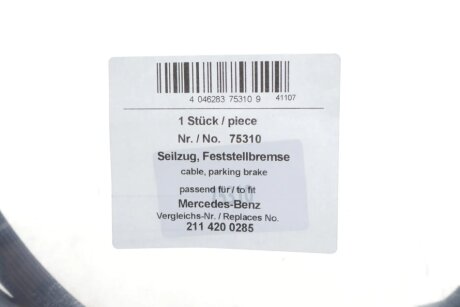 4 046283 75310 9 41107
1 Stück / piece
Nr. / No. 75310
Seilzug, Feststellbremse
cable, parking brake
passend für / to fit
Mercedes-Benz
Vergleichs-Nr. / Replaces No.
211 420 0285